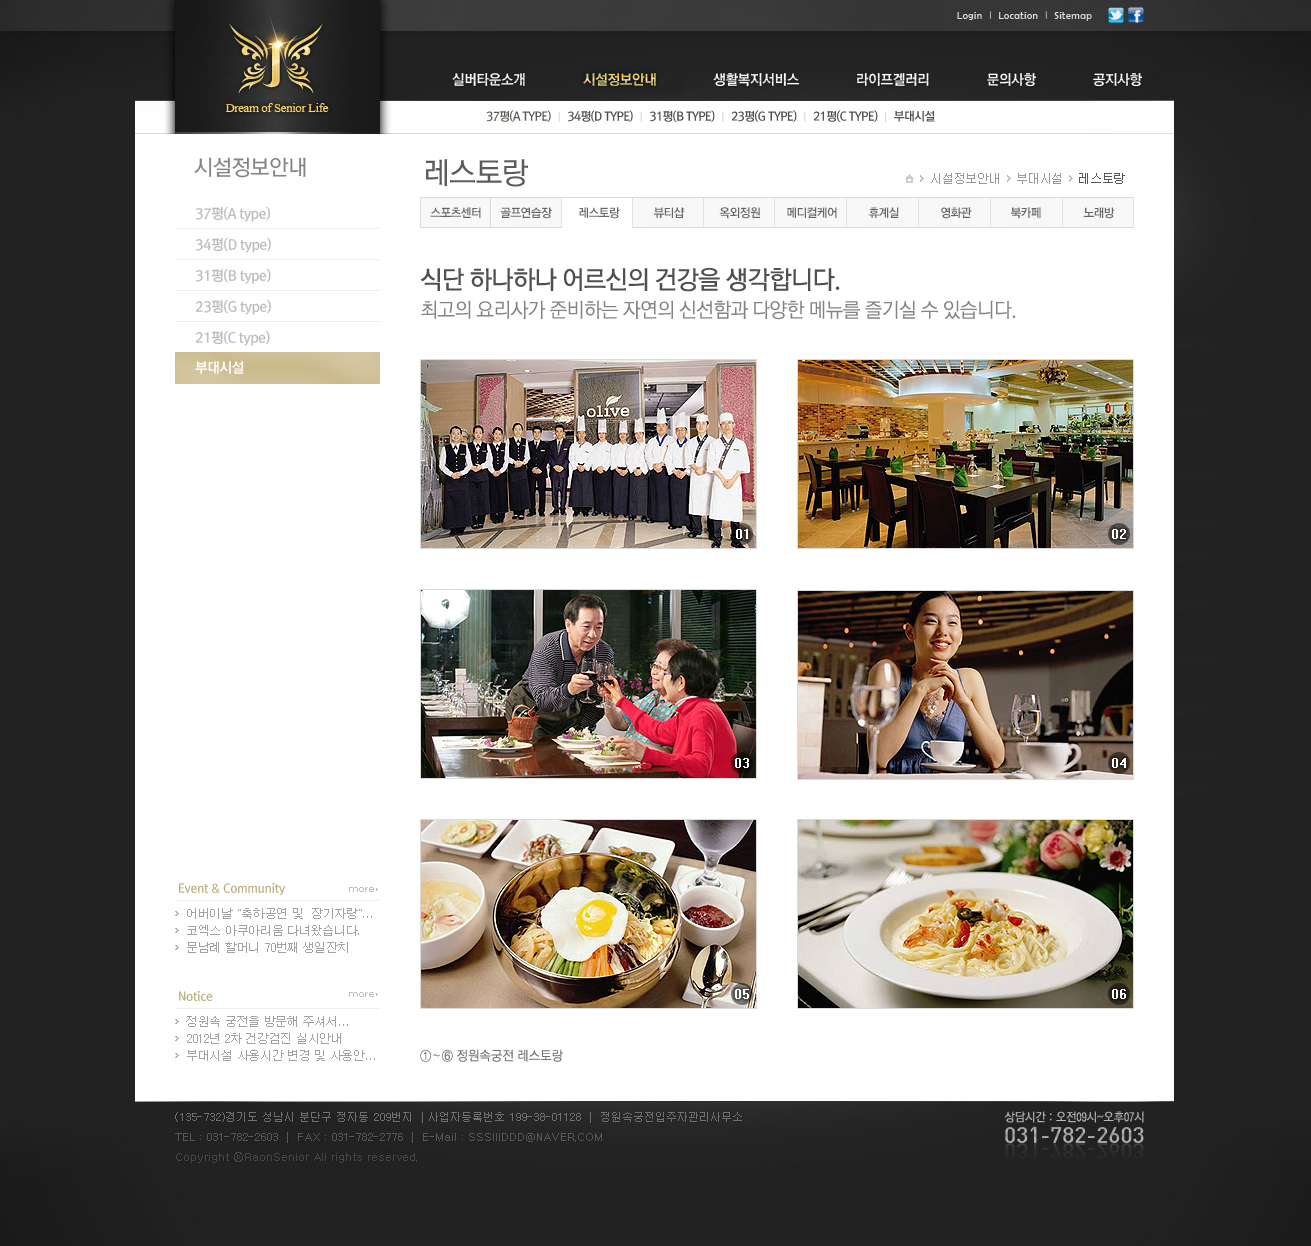 Login | Location | Sitemap
Dream of Senior Life
실버타운소개 시설정보안내 생활복지서비스 라이프겔러리 문의사항 공지사항
37평(A TYPE) 34평(D TYPE) 31평(B TYPE) 23평(G TYPE) 21평(C TYPE) 부대시설
시설정보안내
37평(A type)
34평(D type)
31평(B type)
23평(G type)
21평(C type)
부대시설
레스토랑
> 시설정보안내 > 부대시설 > 레스토랑
스포츠센터 골프연습장 레스토랑 뷰티샵 옥외정원 메디컬케어 휴게실 영화관 북카페 노래방
식단 하나하나 어르신의 건강을 생각합니다.
최고의 요리사가 준비하는 자연의 신선함과 다양한 메뉴를 즐기실 수 있습니다.
olive
01
02
03
04
05
06
①~⑥ 정원속궁전 레스토랑
Event & Community more
어버이날 "축하공연 및 장기자랑"...
코엑스 아쿠아리움 다녀왔습니다.
문남례 할머니 70번째 생일잔치
Notice more
정원속 궁전을 방문해 주셔서...
2012년 2차 건강검진 실시안내
부대시설 사용시간 변경 및 사용안...
(135-732)경기도 성남시 분단구 정자동 209번지 | 사업자등록번호 199-38-01128 | 정원속궁전입주자관리사무소
TEL : 031-782-2603 | FAX : 031-782-2776 | E-Mail : SSSIIIDDD@NAVER.COM
Copyright ⓒRaonSenior All rights reserved.
상담시간 : 오전09시~오후07시
031-782-2603